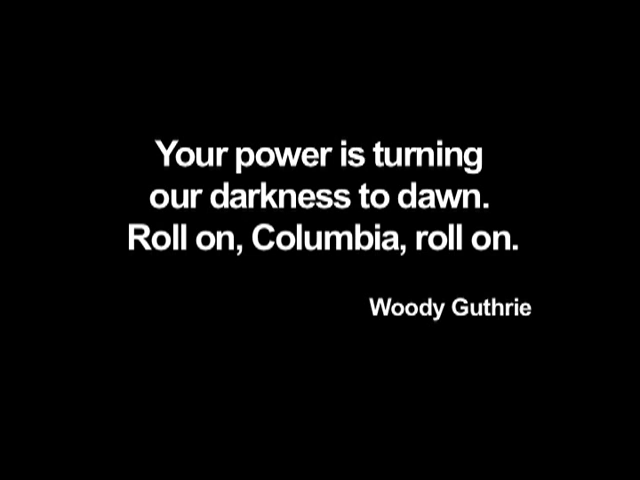 Your power is turning
our darkness to dawn.
Roll on, Columbia, roll on.
Woody Guthrie